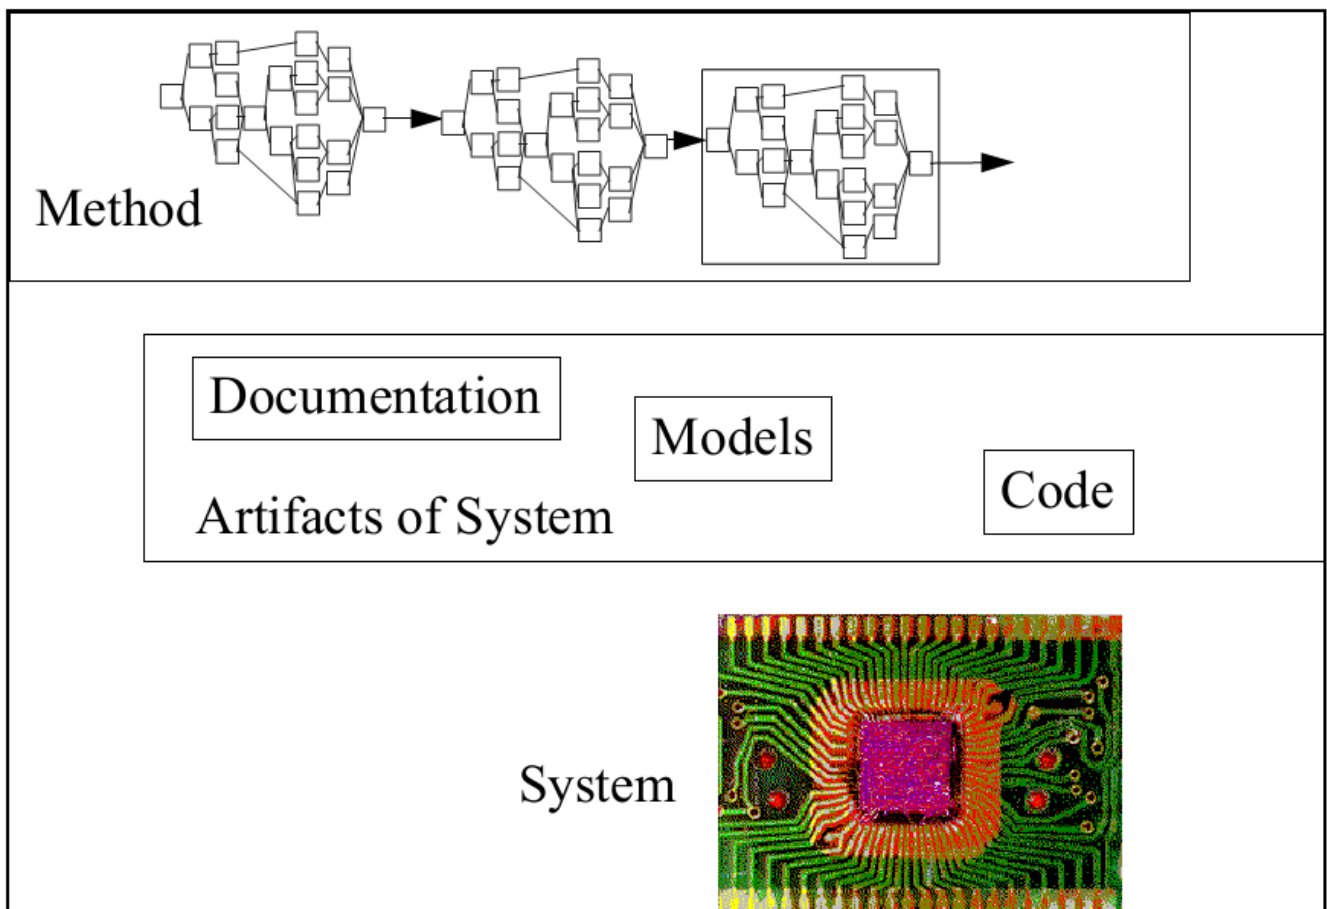 Method
Documentation
Models
Code
Artifacts of System
System